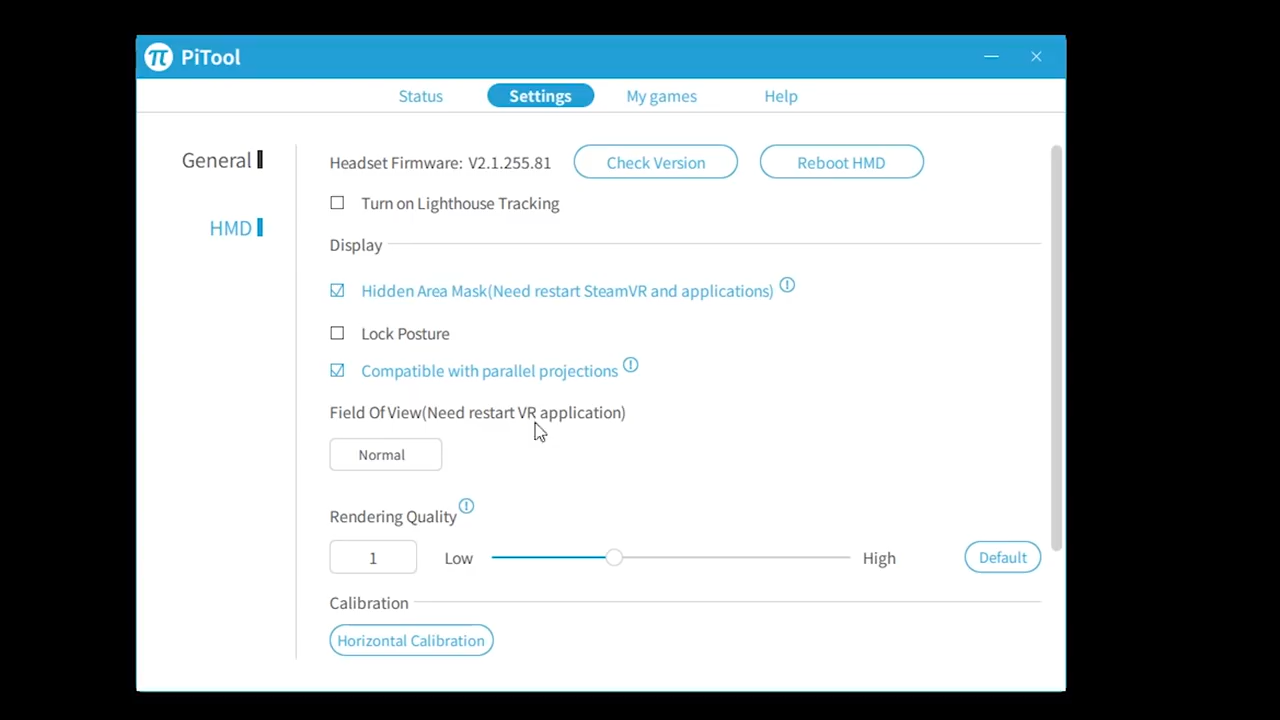 π PiTool
Status Settings My games Help
General
HMD
Headset Firmware: V2.1.255.81 Check Version Reboot HMD
Turn on Lighthouse Tracking
Display
Hidden Area Mask(Need restart SteamVR and applications)
Lock Posture
Compatible with parallel projections
Field Of View(Need restart VR application)
Normal
Rendering Quality
1 Low High Default
Calibration
Horizontal Calibration